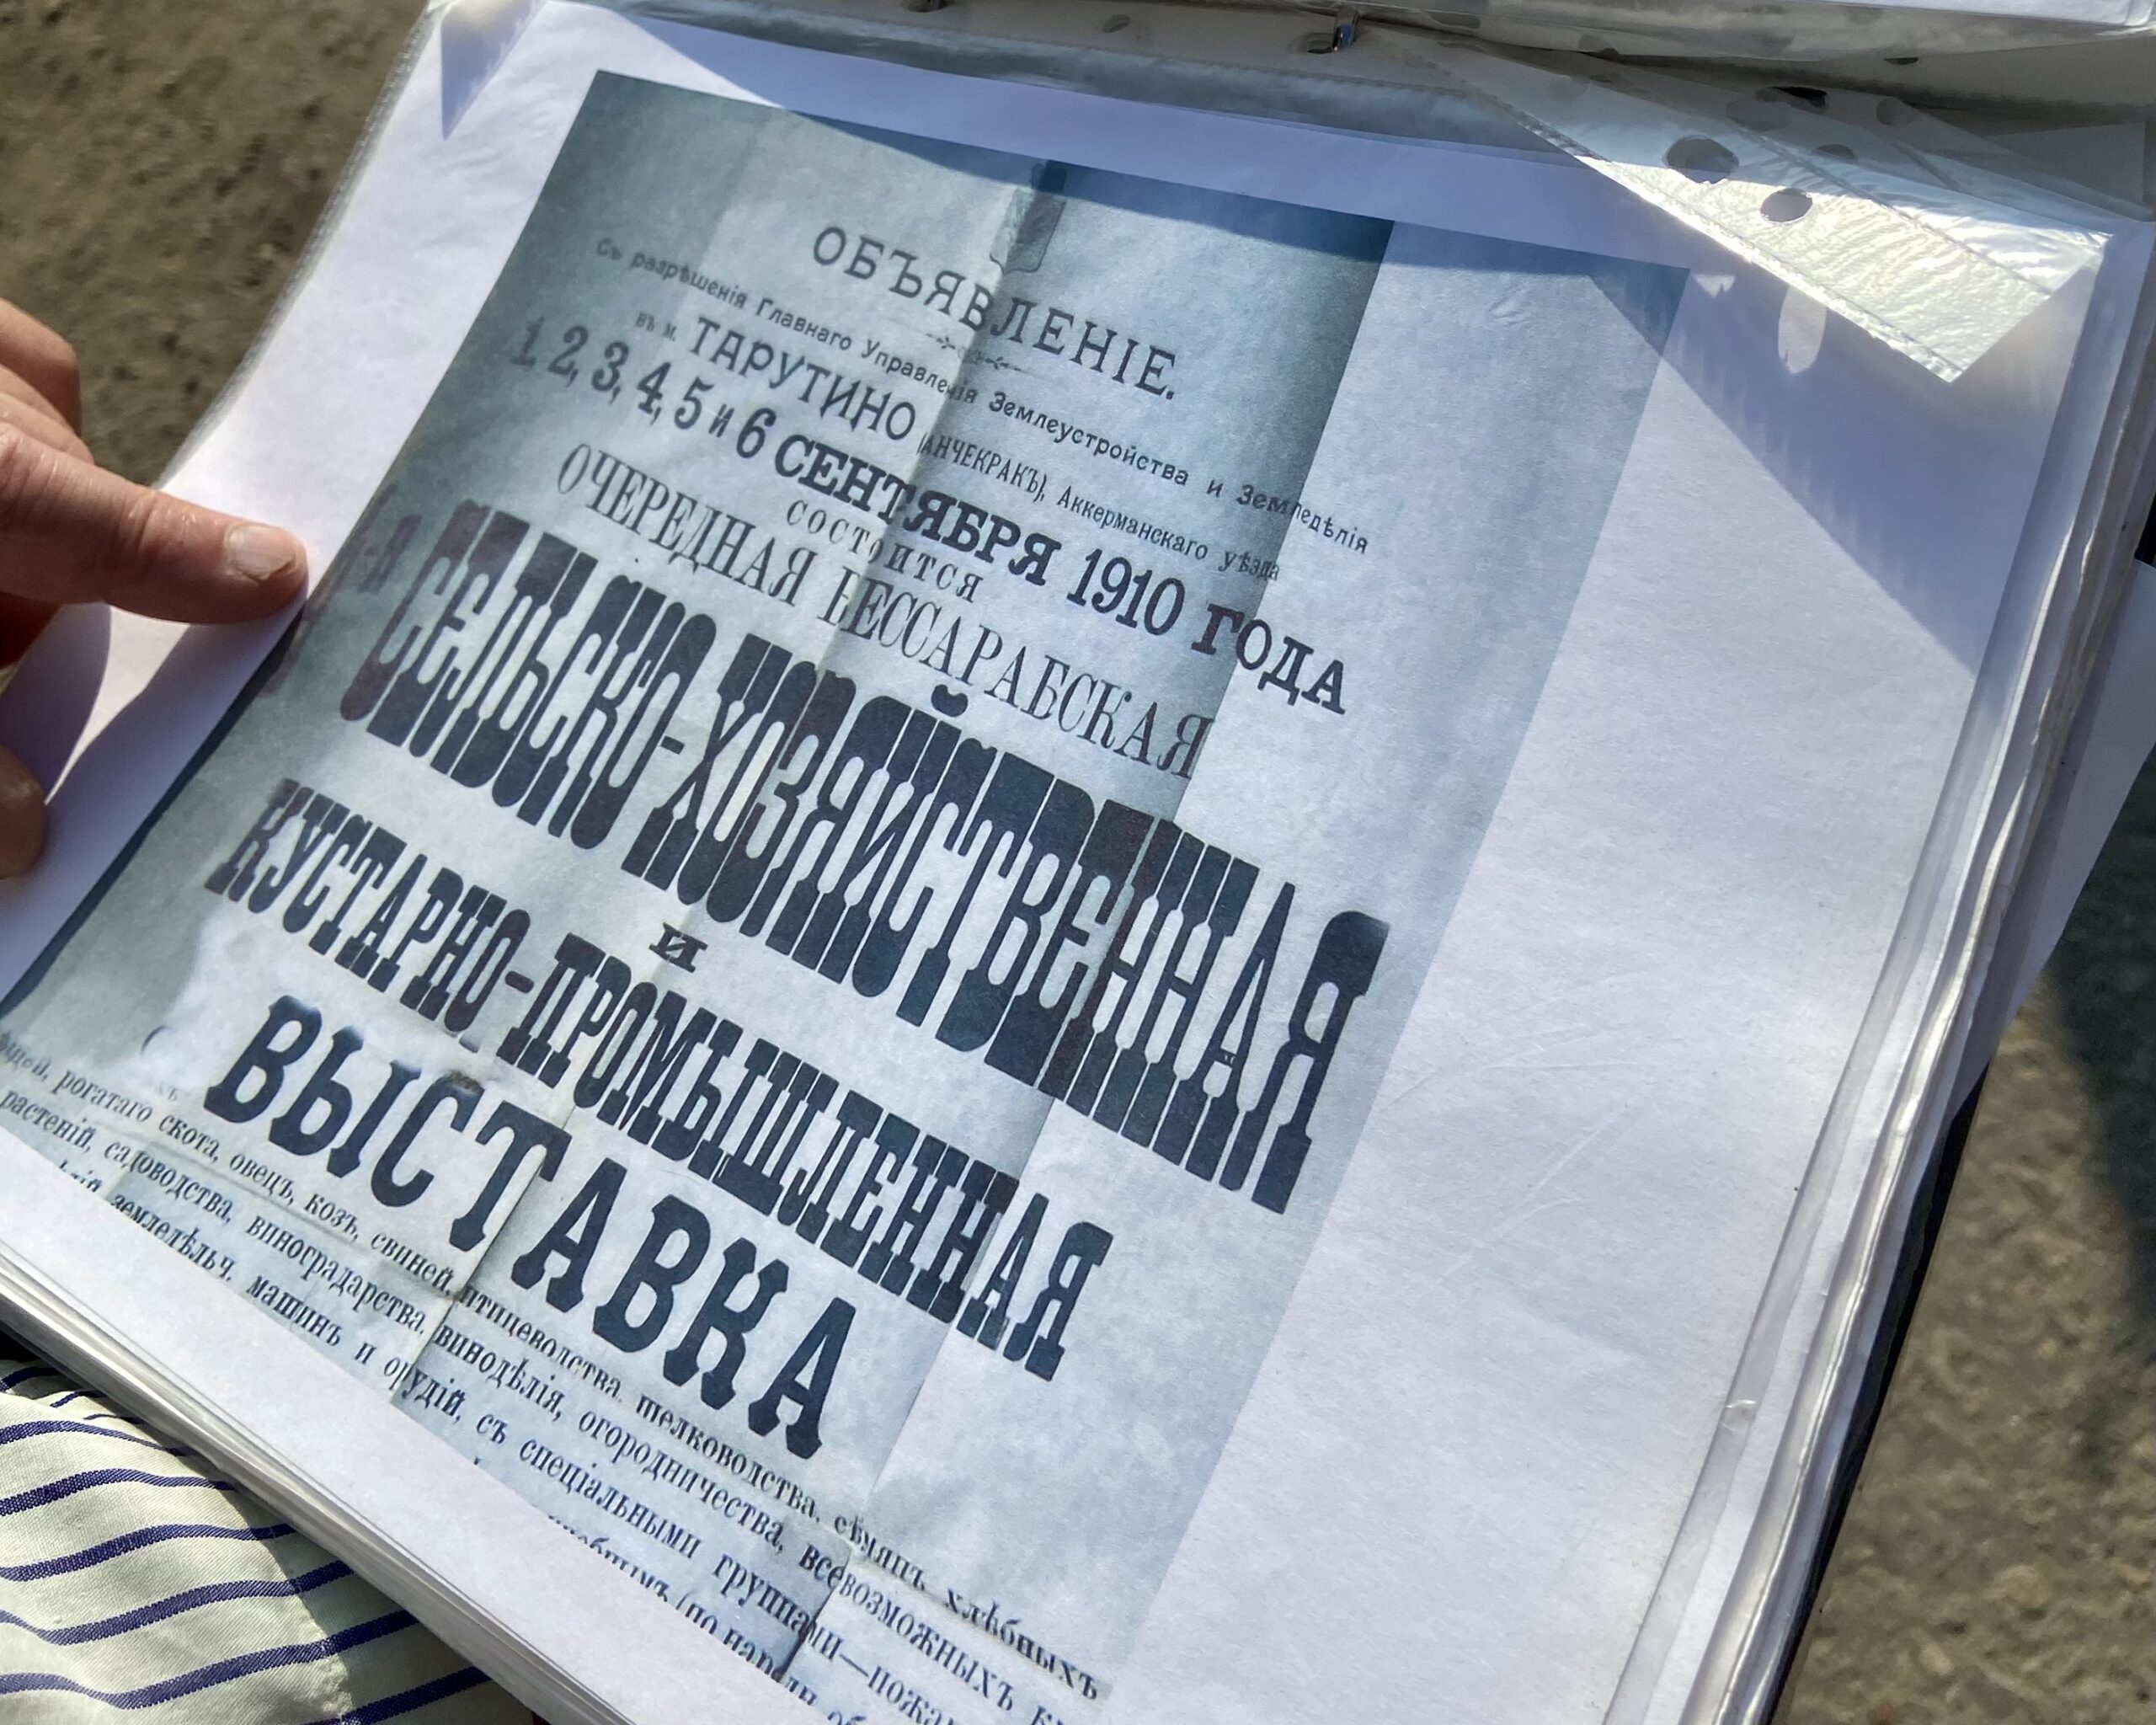 ОБЪЯВЛЕНІЕ.
Съ разрѣшенія Главнаго Управленія Землеустройства и Земледѣлія
въ м. ТАРУТИНО (АНЧЕКРАКЪ), Аккерманскаго уѣзда
1, 2, 3, 4, 5 и 6 СЕНТЯБРЯ 1910 ГОДА
состоится
ОЧЕРЕДНАЯ БЕССАРАБСКАЯ
СЕЛЬСКО-ХОЗЯЙСТВЕННАЯ
и
КУСТАРНО-ПРОМЫШЛЕННАЯ
ВЫСТАВКА
рогатаго скота, овецъ, козъ, свиней, птицеводства, шелководства, сѣмянъ хлѣбныхъ
растеній, садоводства, виноградарства, винодѣлія, огородничества, всевозможныхъ
земледѣльч. машинъ и орудій, съ спеціальными группами—
(по